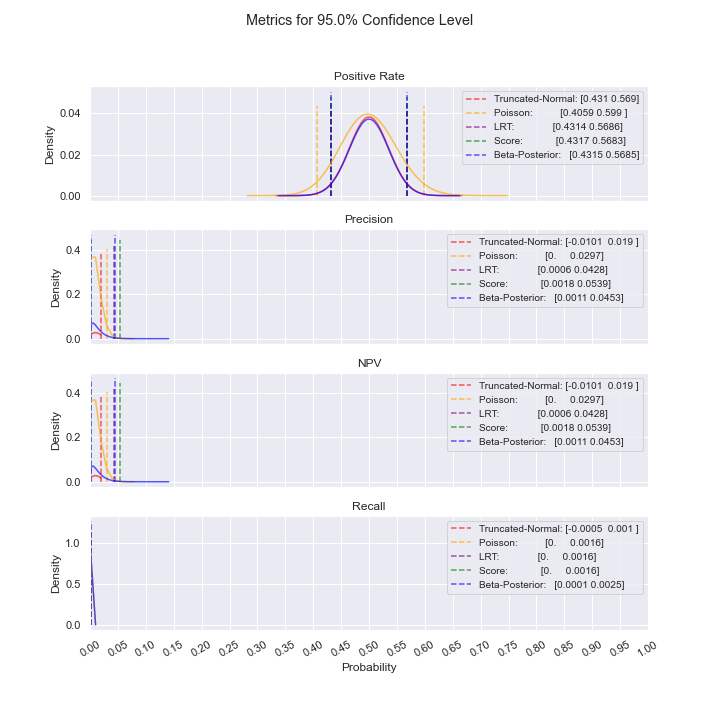 Metrics for 95.0% Confidence Level
Positive Rate
Density
0.04
0.02
0.00
Truncated-Normal: [0.431 0.569]
Poisson: [0.4059 0.599 ]
LRT: [0.4314 0.5686]
Score: [0.4317 0.5683]
Beta-Posterior: [0.4315 0.5685]
Precision
Density
0.4
0.2
0.0
Truncated-Normal: [-0.0101 0.019 ]
Poisson: [0. 0.0297]
LRT: [0.0006 0.0428]
Score: [0.0018 0.0539]
Beta-Posterior: [0.0011 0.0453]
NPV
Density
0.4
0.2
0.0
Truncated-Normal: [-0.0101 0.019 ]
Poisson: [0. 0.0297]
LRT: [0.0006 0.0428]
Score: [0.0018 0.0539]
Beta-Posterior: [0.0011 0.0453]
Recall
Density
1.0
0.5
0.0
Truncated-Normal: [-0.0005 0.001 ]
Poisson: [0. 0.0016]
LRT: [0. 0.0016]
Score: [0. 0.0016]
Beta-Posterior: [0.0001 0.0025]
0.00 0.05 0.10 0.15 0.20 0.25 0.30 0.35 0.40 0.45 0.50 0.55 0.60 0.65 0.70 0.75 0.80 0.85 0.90 0.95 1.00
Probability